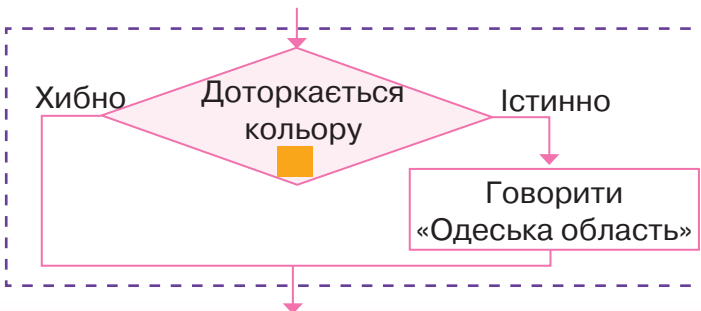 Хибно
Доторкається
кольору
Істинно
Говорити
«Одеська область»